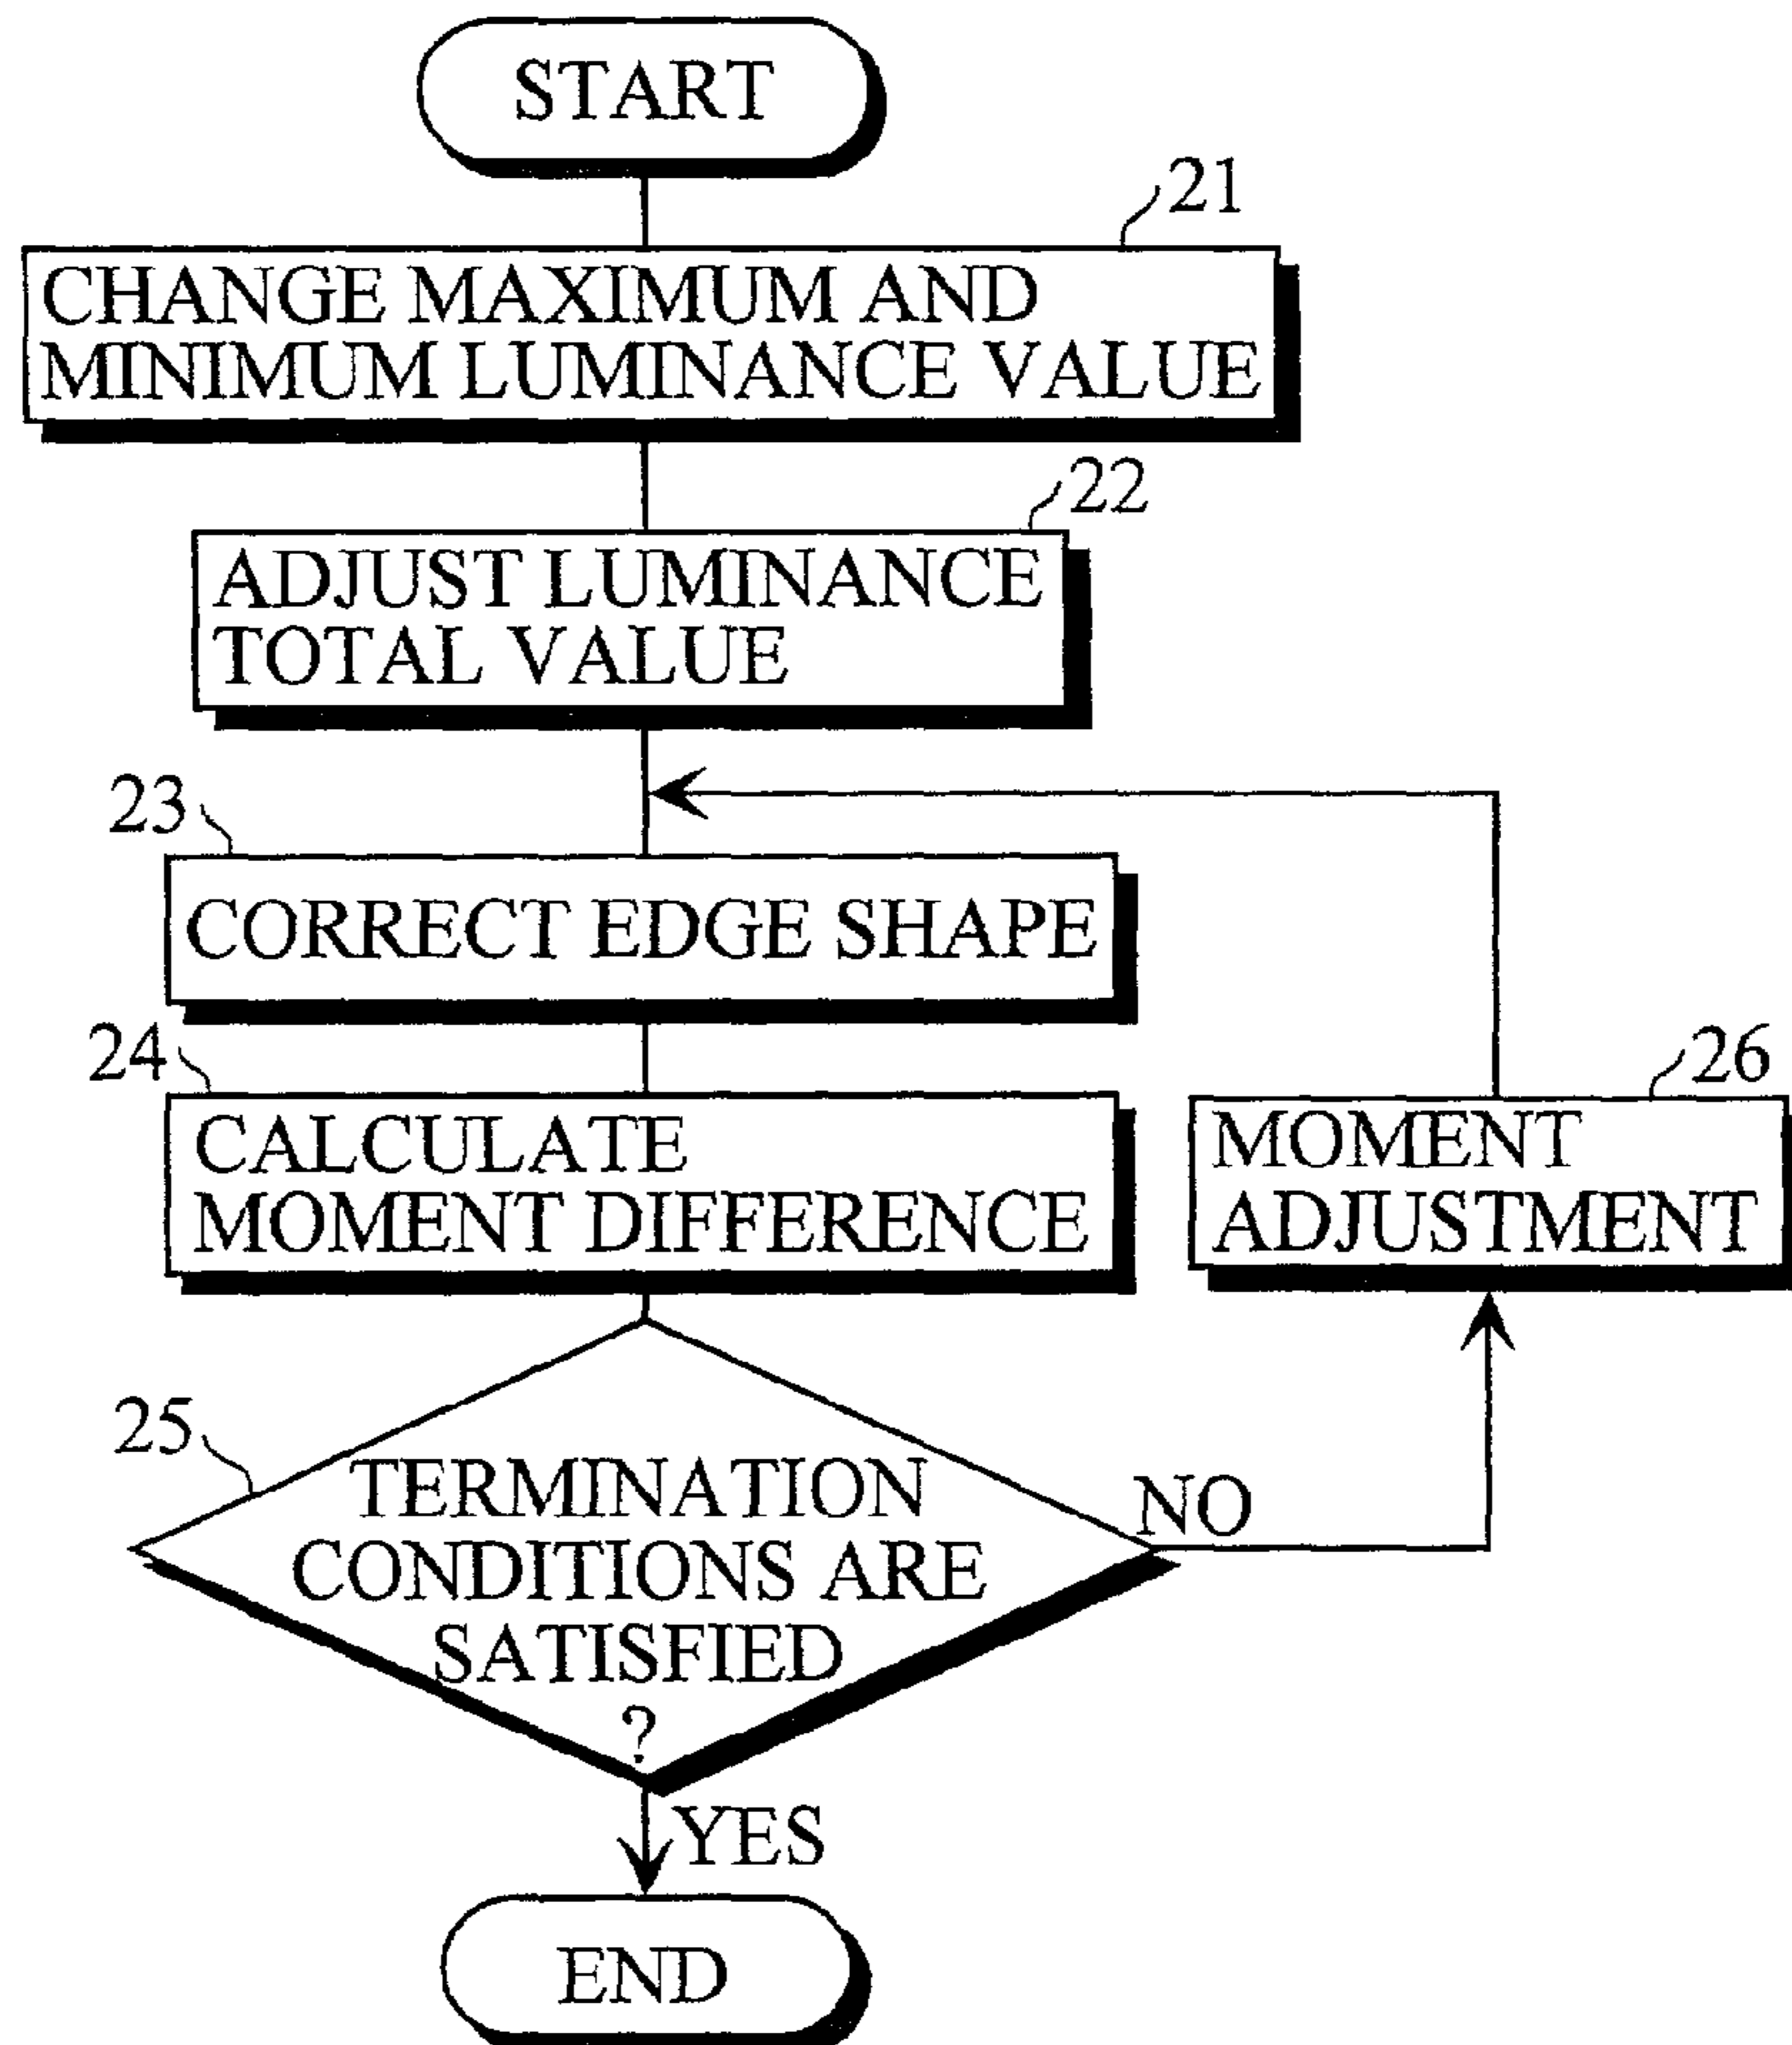 START
21
CHANGE MAXIMUM AND
MINIMUM LUMINANCE VALUE
22
ADJUST LUMINANCE
TOTAL VALUE
23
CORRECT EDGE SHAPE
24
CALCULATE
MOMENT DIFFERENCE
26
MOMENT
ADJUSTMENT
25
TERMINATION
CONDITIONS ARE
SATISFIED
?
NO
YES
END